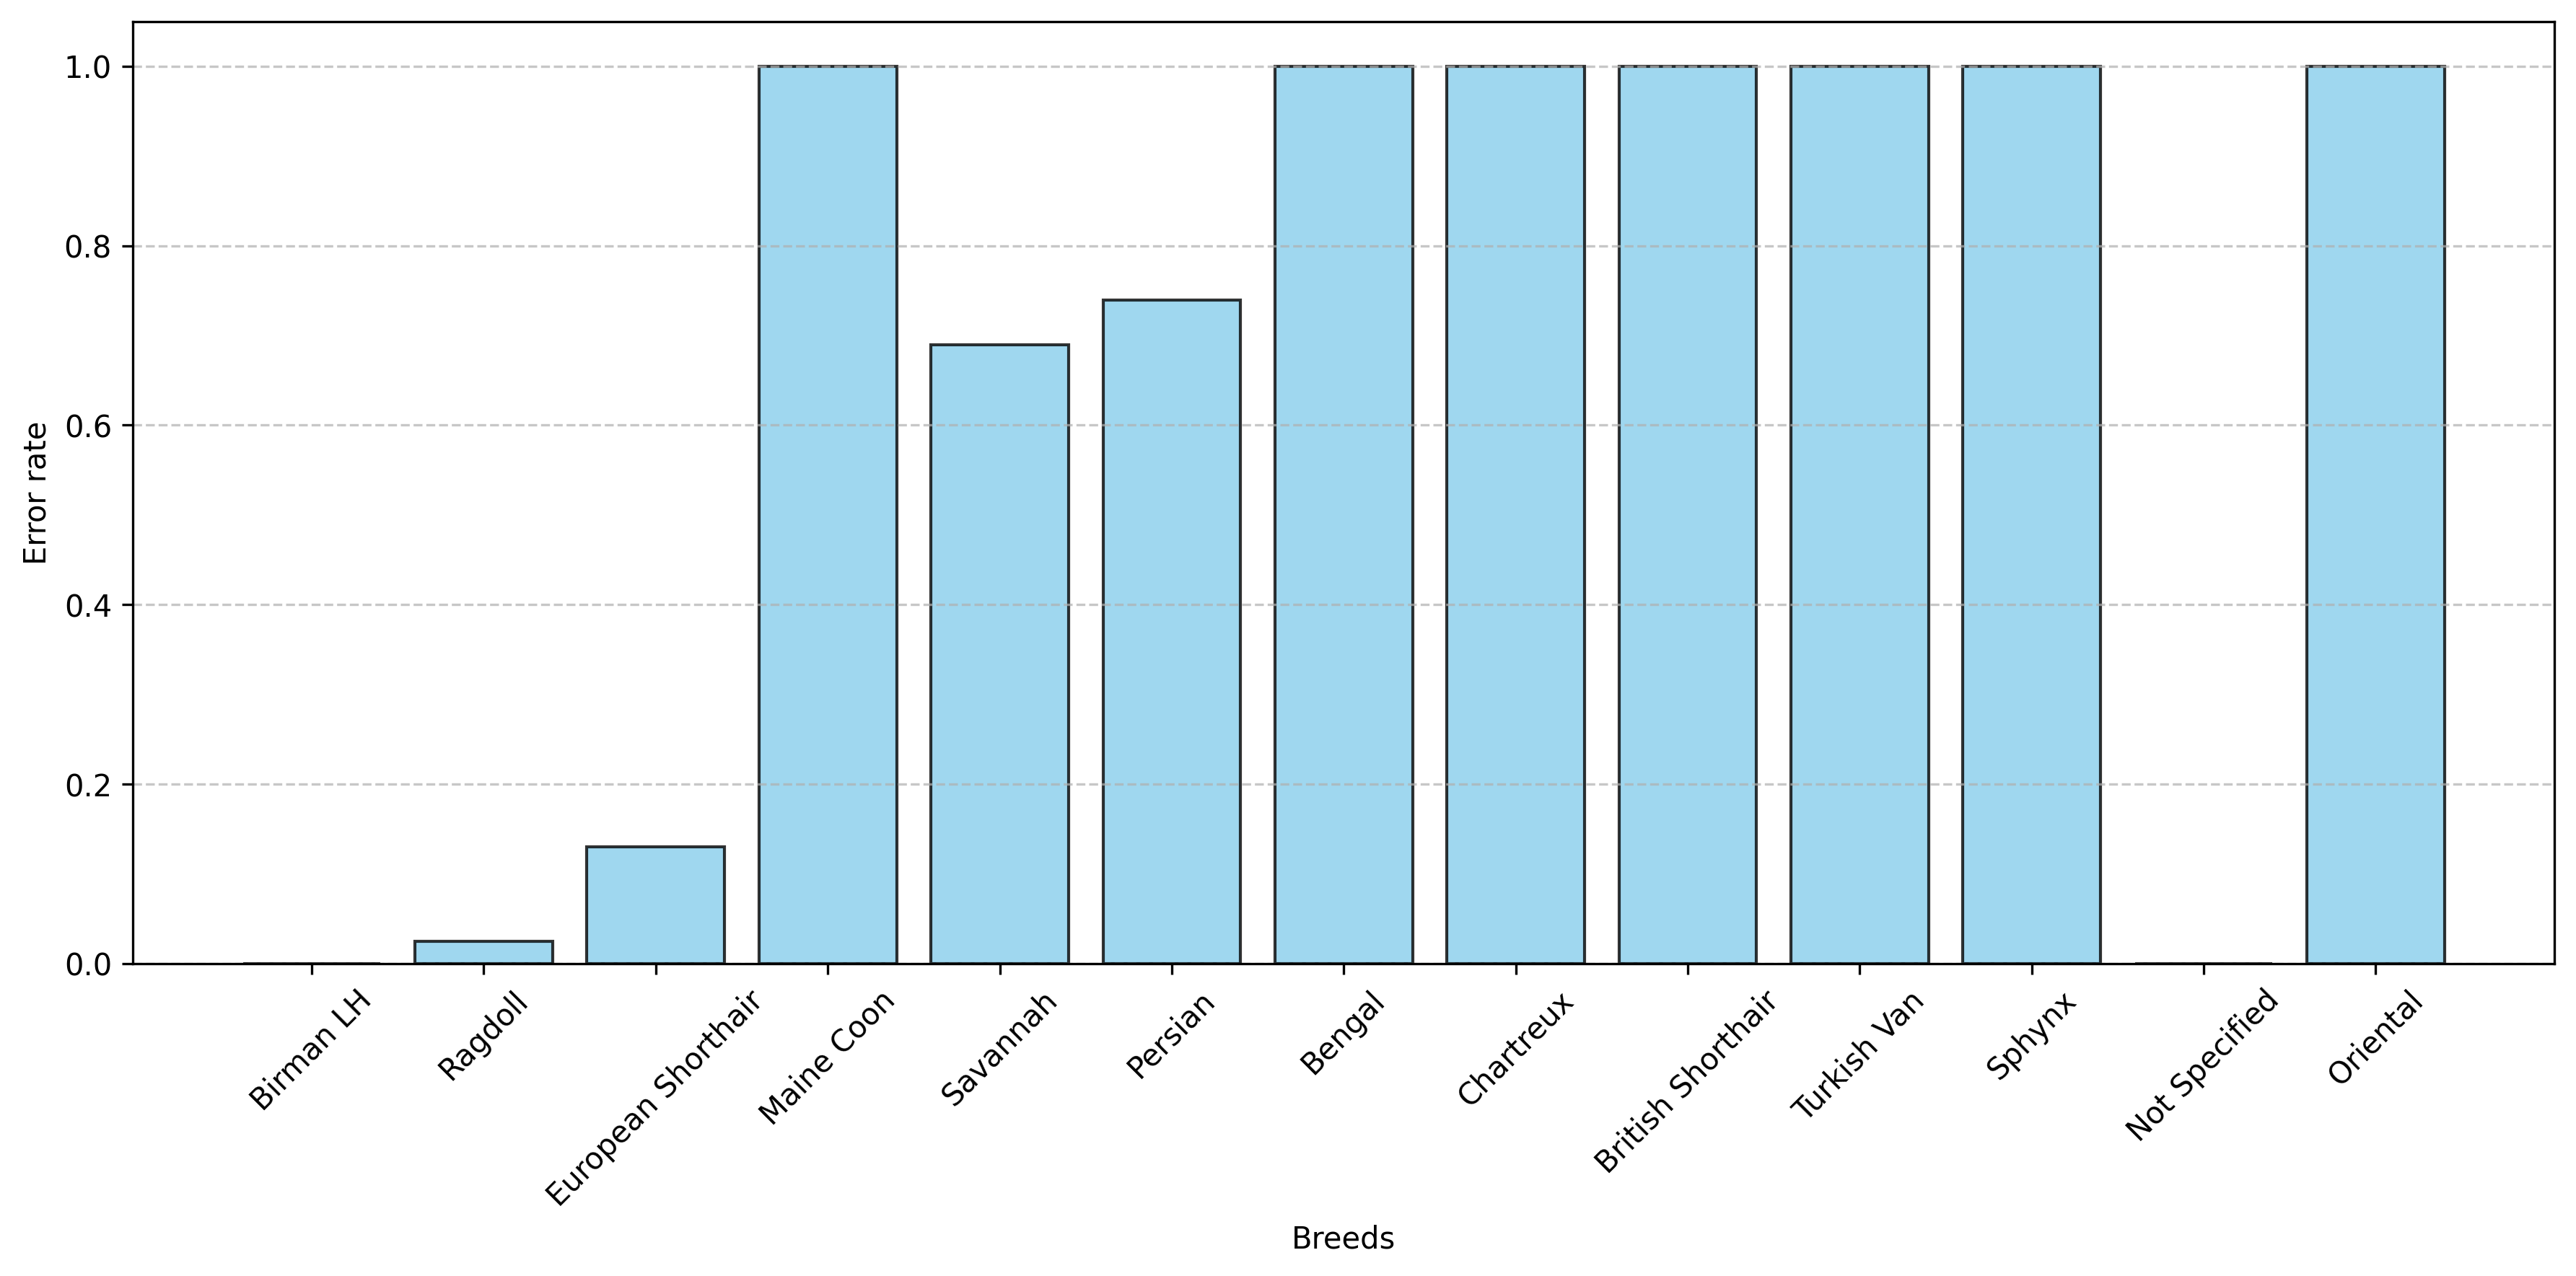 Error rate
1.0
0.8
0.6
0.4
0.2
0.0
Birman LH
Ragdoll
European Shorthair
Maine Coon
Savannah
Persian
Bengal
Chartreux
British Shorthair
Turkish Van
Sphynx
Not Specified
Oriental
Breeds